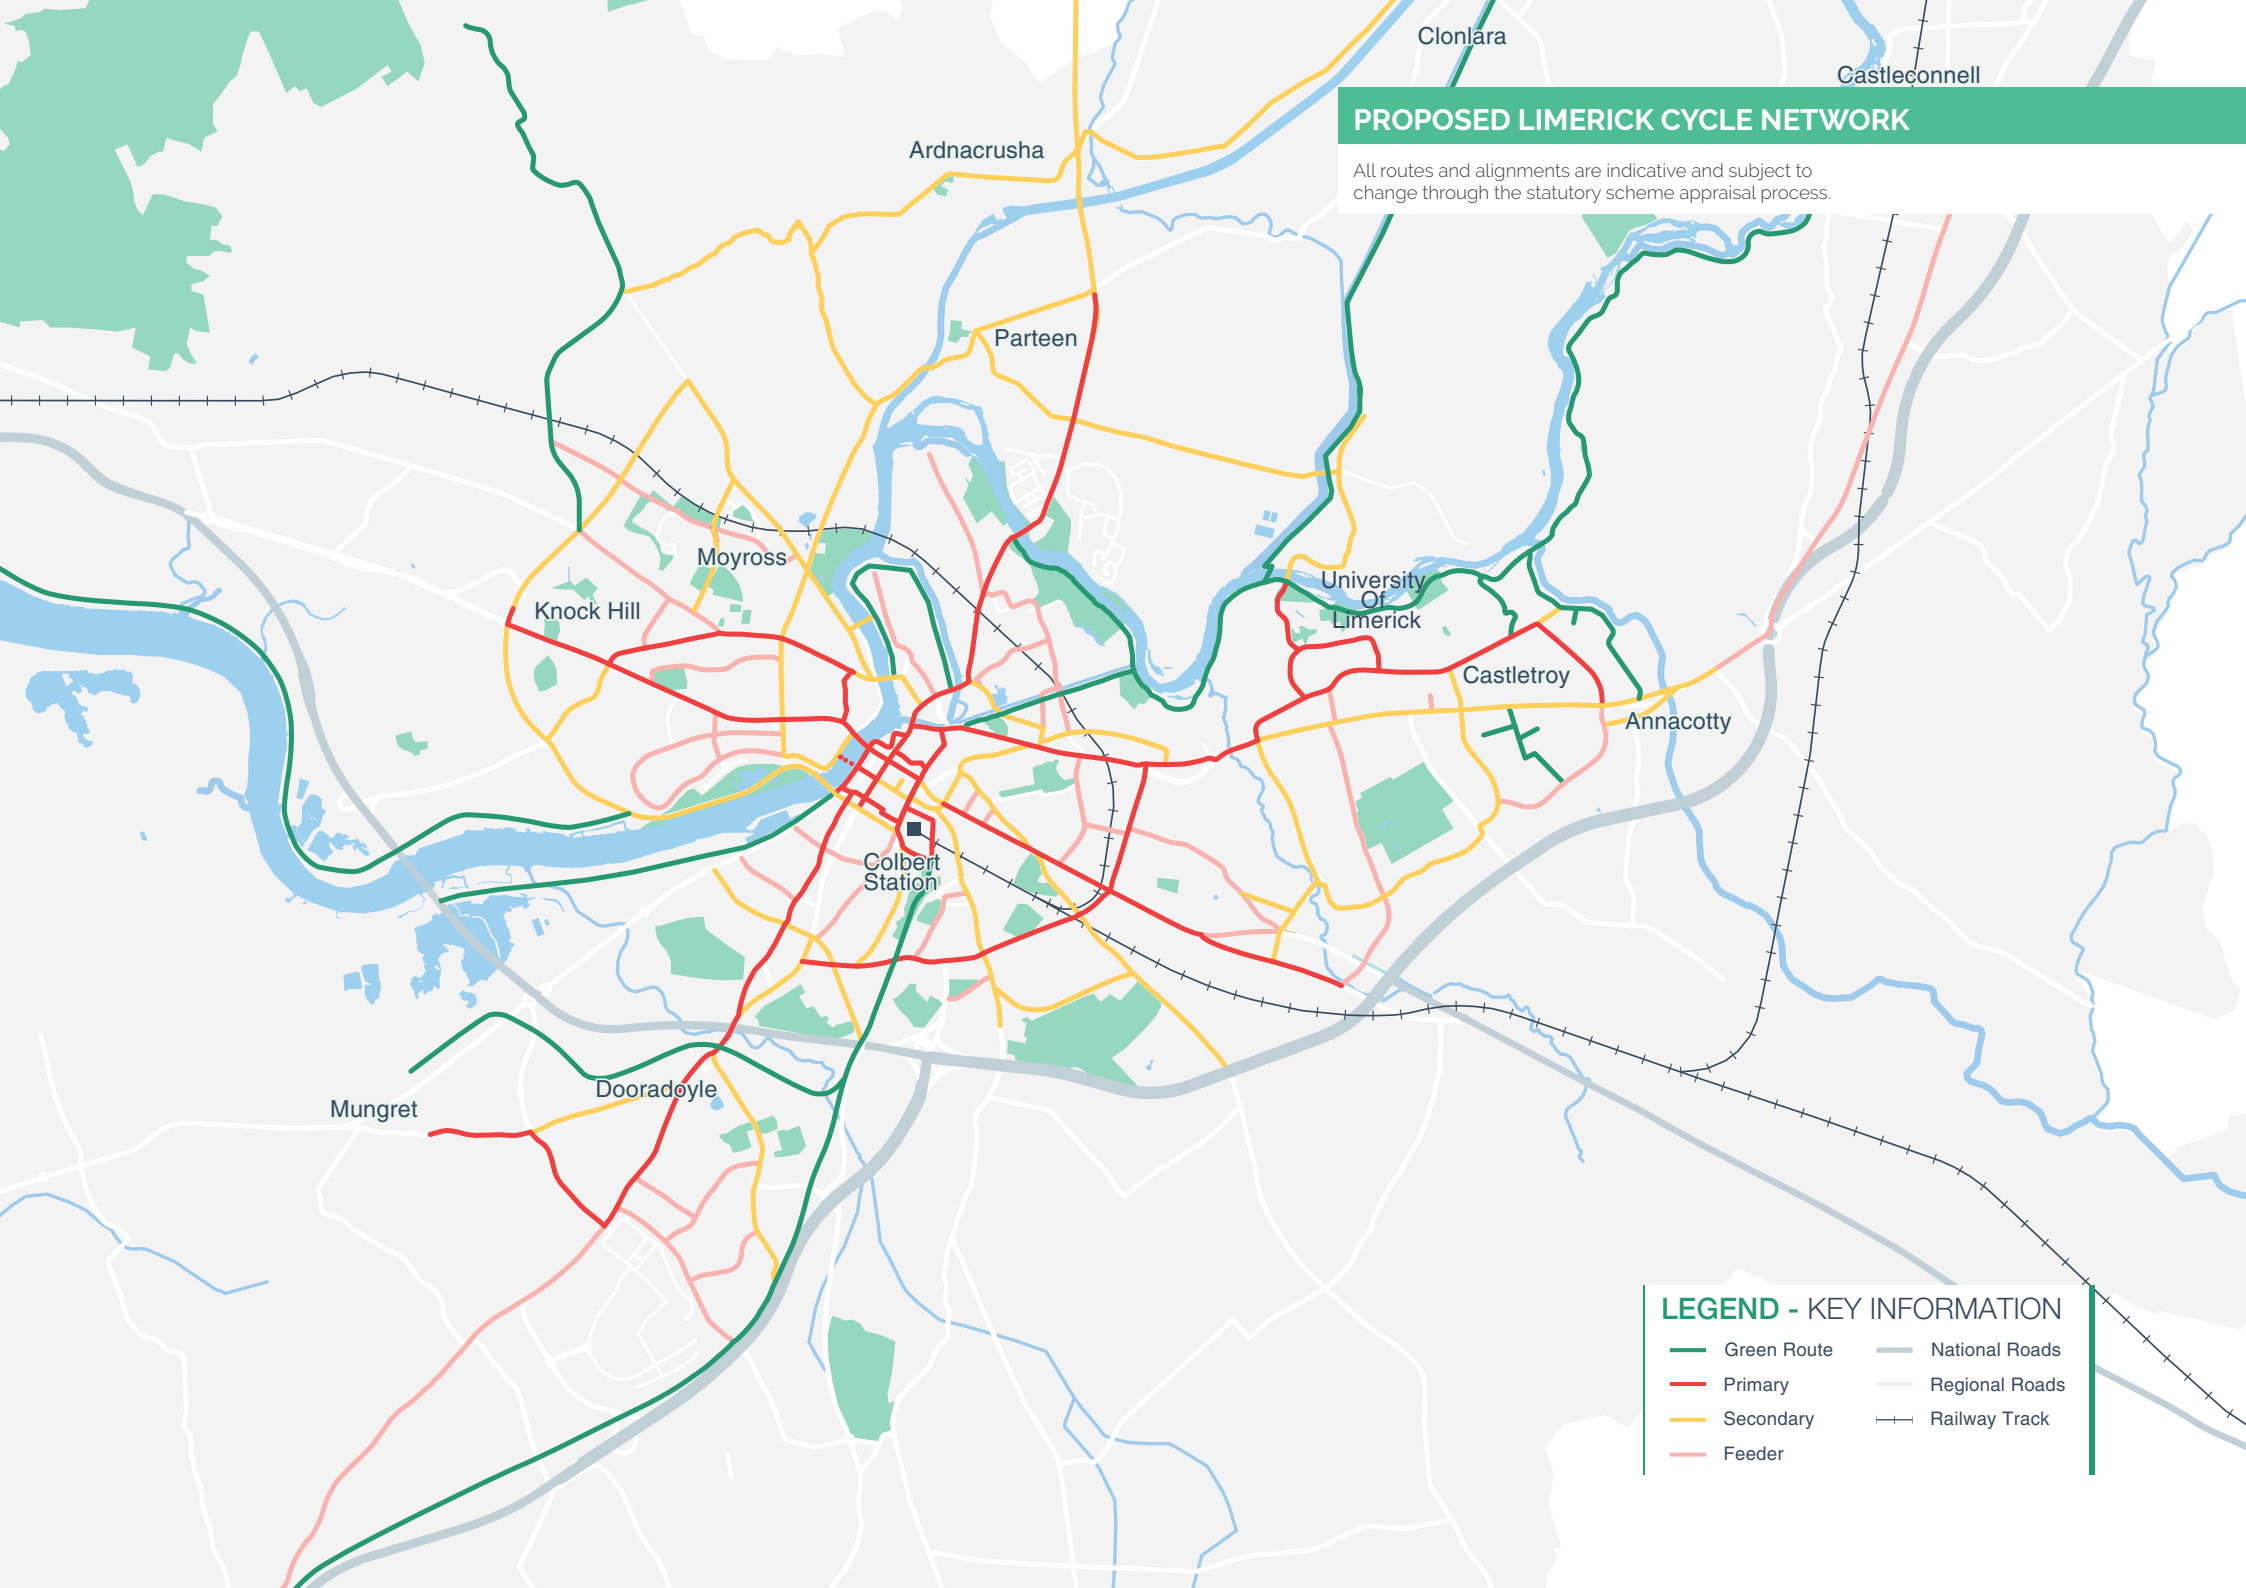 Clonlara
Castleconnell
PROPOSED LIMERICK CYCLE NETWORK
All routes and alignments are indicative and subject to
change through the statutory scheme appraisal process.
Ardnacrusha
Parteen
Moyross
Knock Hill
University
Of
Limerick
Castletroy
Annacotty
Colbert
Station
Dooradoyle
Mungret
LEGEND - KEY INFORMATION
Green Route
National Roads
Primary
Regional Roads
Secondary
Railway Track
Feeder